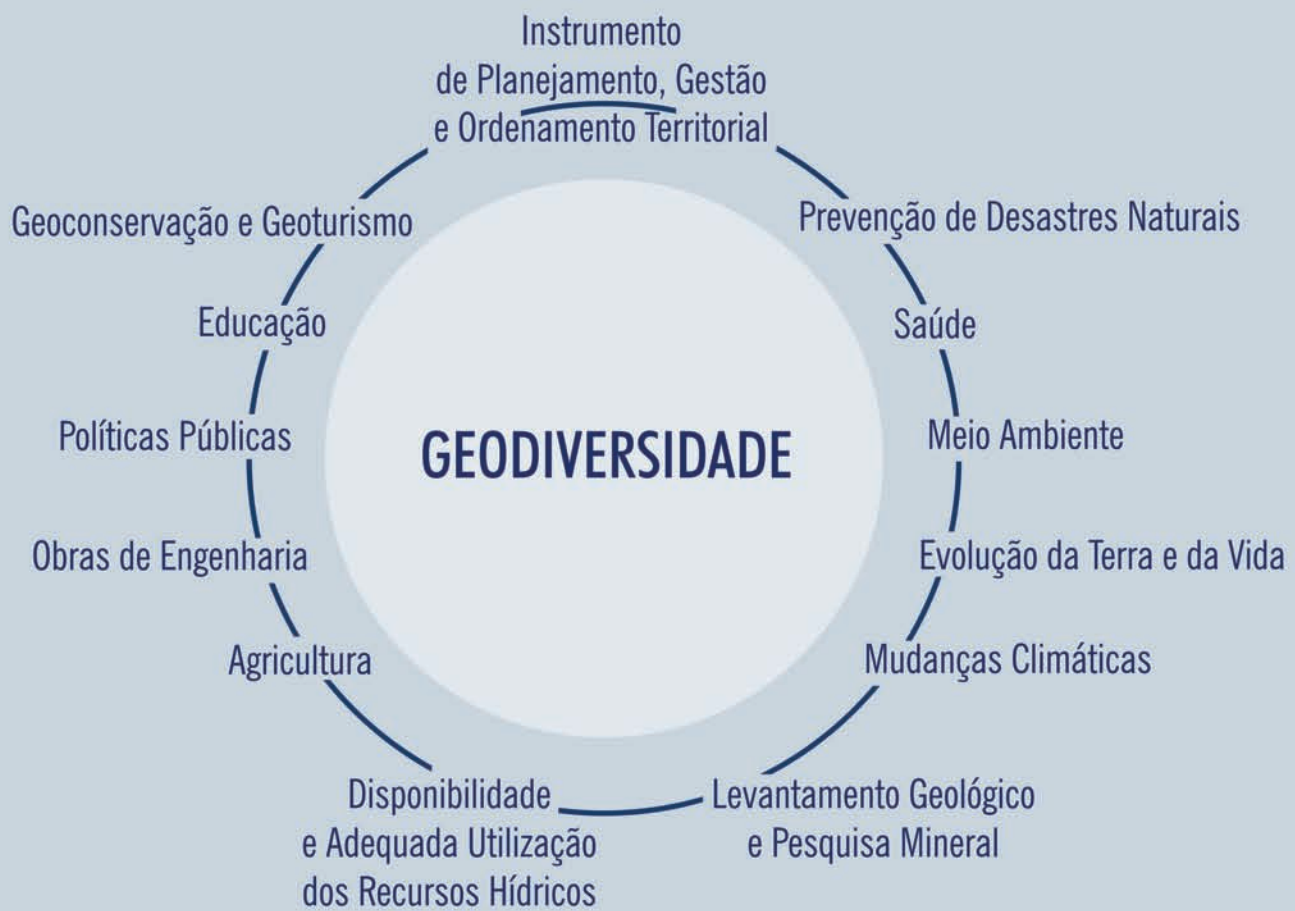 Instrumento
de Planejamento, Gestão
e Ordenamento Territorial
Prevenção de Desastres Naturais
Saúde
Meio Ambiente
Evolução da Terra e da Vida
Mudanças Climáticas
Levantamento Geológico
e Pesquisa Mineral
Disponibilidade
e Adequada Utilização
dos Recursos Hídricos
Agricultura
Obras de Engenharia
Políticas Públicas
Educação
Geoconservação e Geoturismo
GEODIVERSIDADE